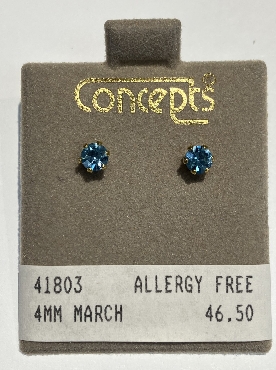 Concepts
41803 ALLERGY FREE
4MM MARCH 46.50